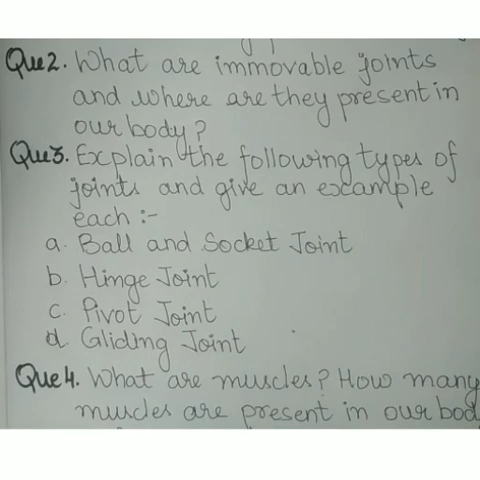 Que2. What are immovable joints
and where are they present in
our body?
Que3. Explain the following types of
joints and give an example
each :-
a. Ball and Socket Joint
b. Hinge Joint
c. Pivot Joint
d. Gliding Joint
Que4. What are muscles? How many
muscles are present in our bod